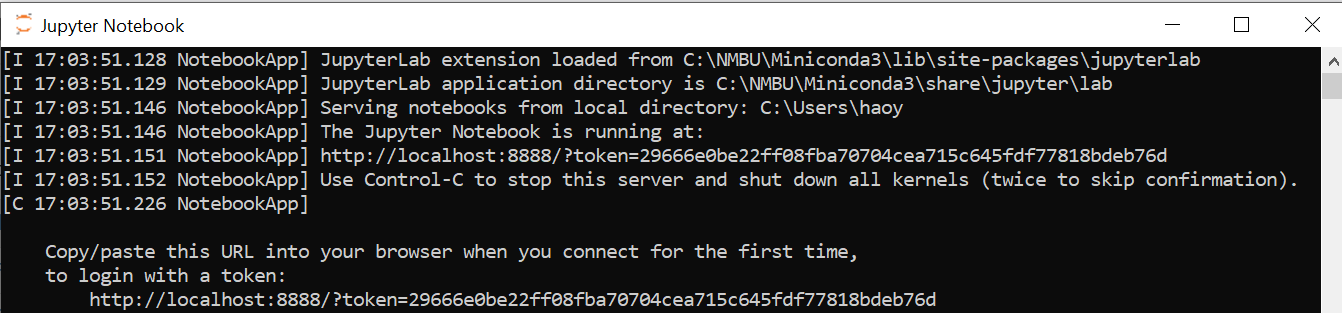 Jupyter Notebook
[I 17:03:51.128 NotebookApp] JupyterLab extension loaded from C:\NMBU\Miniconda3\lib\site-packages\jupyterlab
[I 17:03:51.129 NotebookApp] JupyterLab application directory is C:\NMBU\Miniconda3\share\jupyter\lab
[I 17:03:51.146 NotebookApp] Serving notebooks from local directory: C:\Users\haoy
[I 17:03:51.146 NotebookApp] The Jupyter Notebook is running at:
[I 17:03:51.151 NotebookApp] http://localhost:8888/?token=29666e0be22ff08fba70704cea715c645fdf77818bdeb76d
[I 17:03:51.152 NotebookApp] Use Control-C to stop this server and shut down all kernels (twice to skip confirmation).
[C 17:03:51.226 NotebookApp]
Copy/paste this URL into your browser when you connect for the first time,
to login with a token:
http://localhost:8888/?token=29666e0be22ff08fba70704cea715c645fdf77818bdeb76d